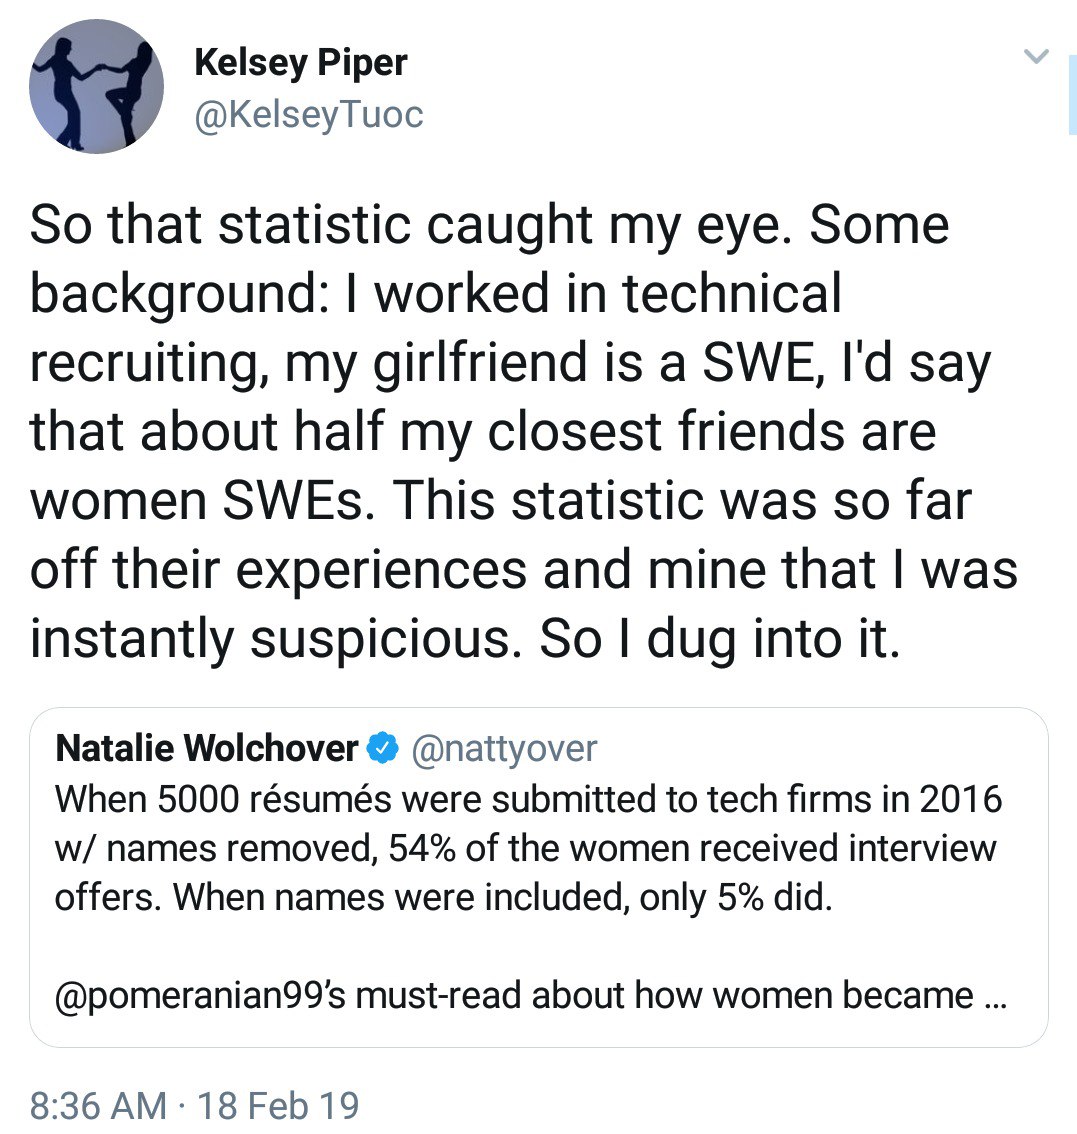 Kelsey Piper
@KelseyTuoc
So that statistic caught my eye. Some
background: I worked in technical
recruiting, my girlfriend is a SWE, I'd say
that about half my closest friends are
women SWEs. This statistic was so far
off their experiences and mine that I was
instantly suspicious. So I dug into it.
Natalie Wolchover @nattyover
When 5000 résumés were submitted to tech firms in 2016
w/ names removed, 54% of the women received interview
offers. When names were included, only 5% did.
@pomeranian99’s must-read about how women became ...
8:36 AM · 18 Feb 19